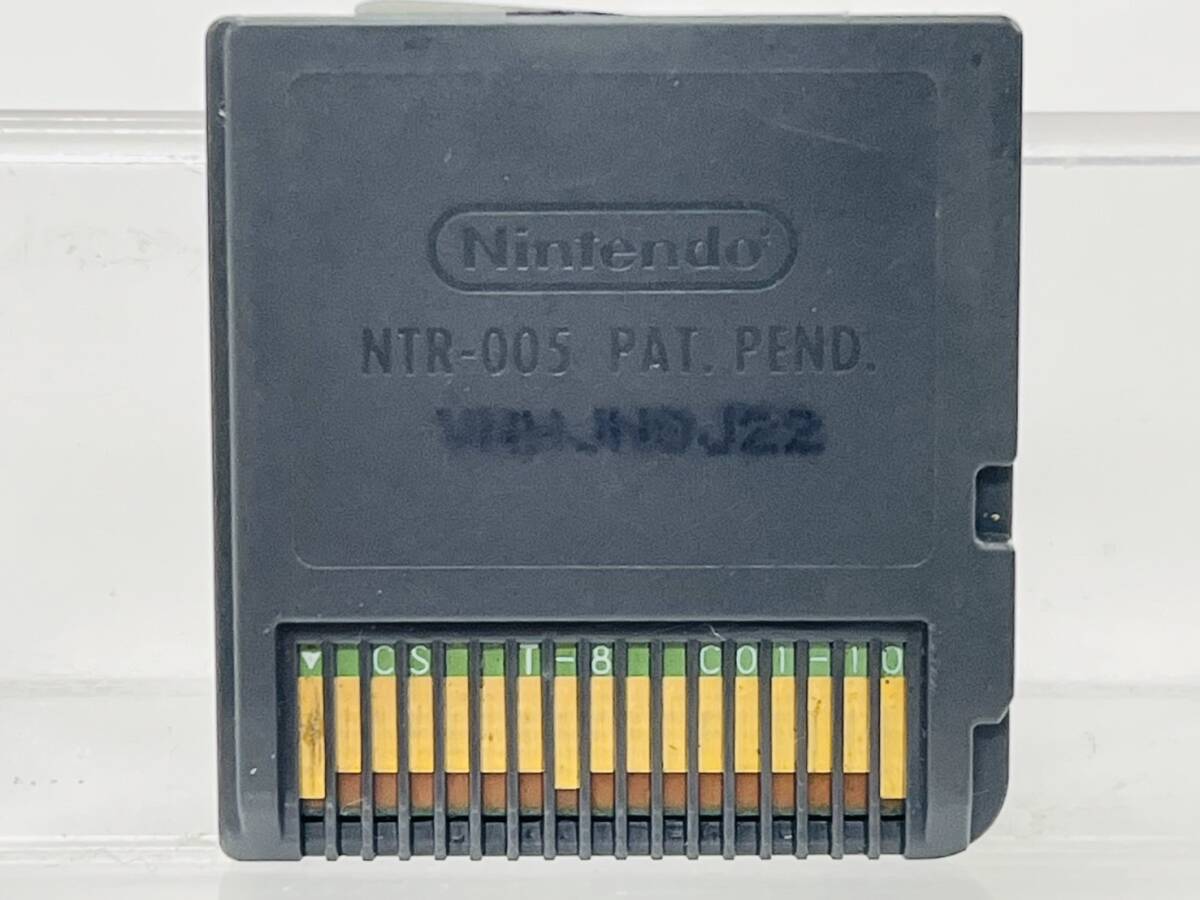 Nintendo
NTR-005 PAT. PEND.
▼ CS T-8 C01-10